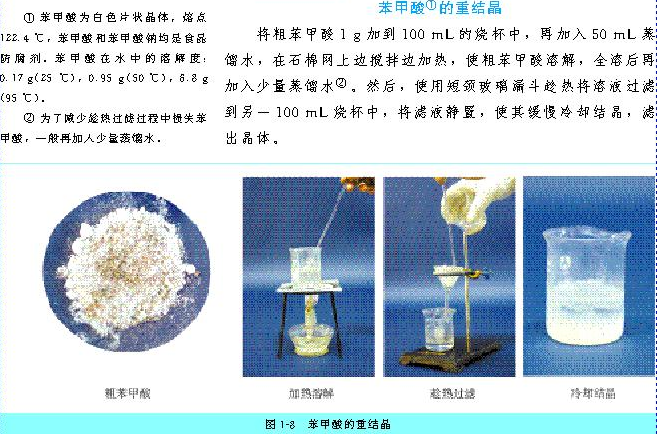 ① 苯甲酸为白色片状晶体，熔点
122.4 ℃，苯甲酸和苯甲酸钠均是食品
防腐剂．苯甲酸在水中的溶解度：
0.17 g(25 ℃)，0.95 g(50 ℃)，6.8 g
(95 ℃)．
② 为了减少趁热过滤过程中损失苯
甲酸，一般再加入少量蒸馏水．
苯甲酸①的重结晶
将粗苯甲酸 1 g 加到 100 mL 的烧杯中，再加入 50 mL 蒸
馏水，在石棉网上边搅拌边加热，使粗苯甲酸溶解，全溶后再
加入少量蒸馏水②。然后，使用短颈玻璃漏斗趁热将溶液过滤
到另一 100 mL 烧杯中，将滤液静置，使其缓慢冷却结晶，滤
出晶体。
粗苯甲酸
加热溶解
趁热过滤
冷却结晶
图 1-8 苯甲酸的重结晶